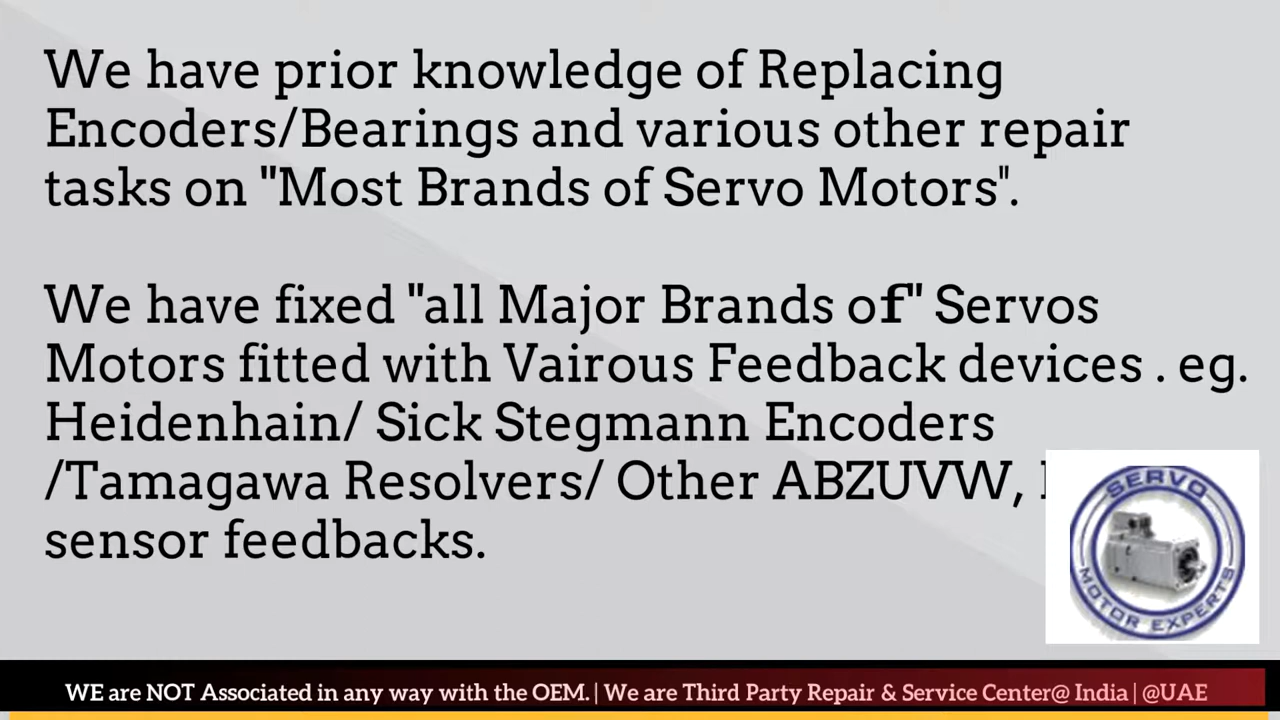 We have prior knowledge of Replacing
Encoders/Bearings and various other repair
tasks on "Most Brands of Servo Motors".
We have fixed "all Major Brands of" Servos
Motors fitted with Vairous Feedback devices . eg.
Heidenhain/ Sick Stegmann Encoders
/Tamagawa Resolvers/ Other ABZUVW,
sensor feedbacks.
SERVO
MOTOR EXPERTS
WE are NOT Associated in any way with the OEM. | We are Third Party Repair & Service Center@ India | @UAE